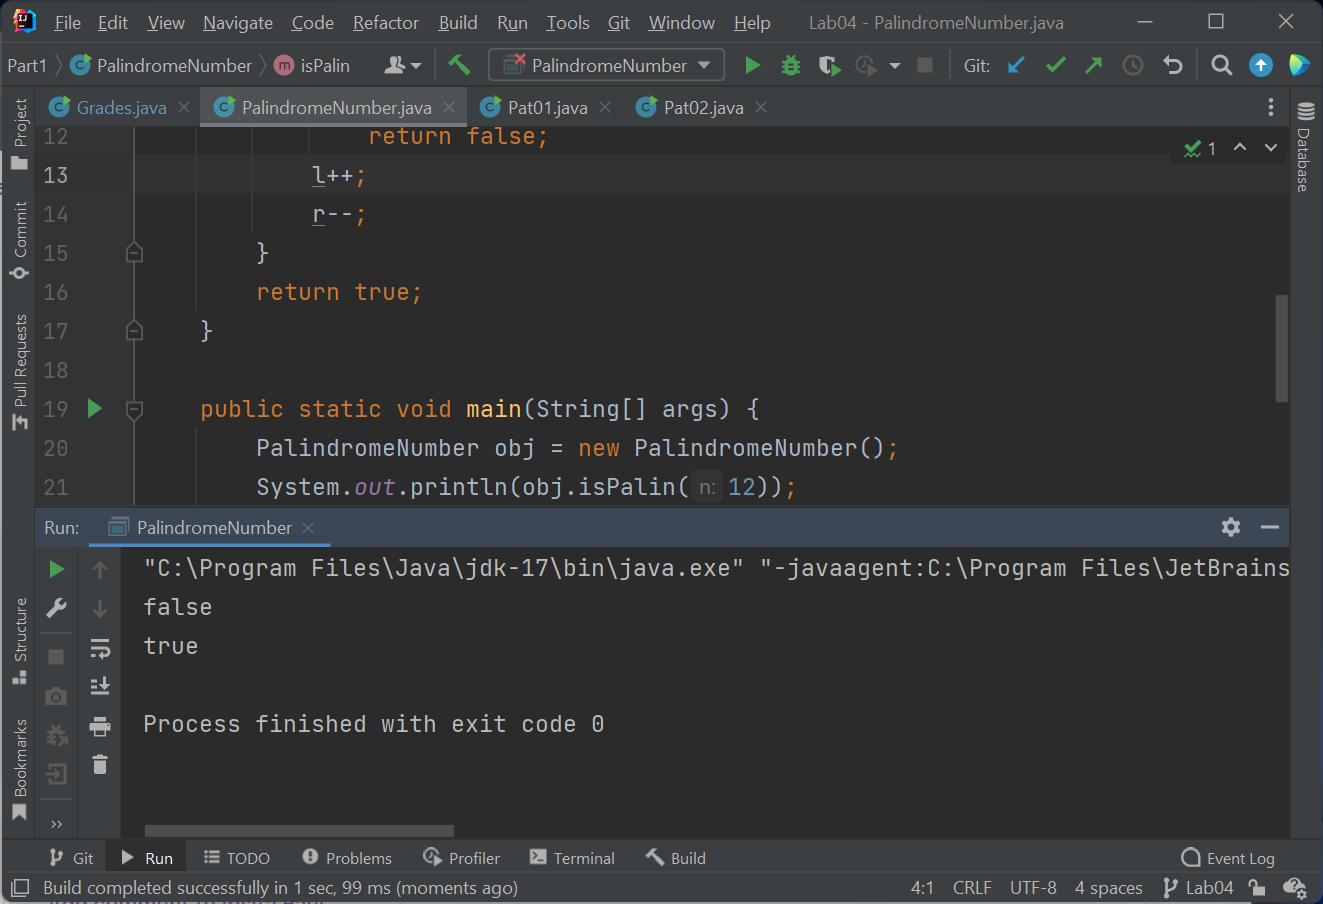 File Edit View Navigate Code Refactor Build Run Tools Git Window Help Lab04 - PalindromeNumber.java
Part1 PalindromeNumber isPalin PalindromeNumber Git:
Grades.java PalindromeNumber.java Pat01.java Pat02.java
Project
Commit
Pull Requests
Structure
Bookmarks
Database
1
12 return false;
13 l++;
14 r--;
15 }
16 return true;
17 }
18
19 public static void main(String[] args) {
20 PalindromeNumber obj = new PalindromeNumber();
21 System.out.println(obj.isPalin( n: 12));
Run: PalindromeNumber
"C:\Program Files\Java\jdk-17\bin\java.exe" "-javaagent:C:\Program Files\JetBrains
false
true
Process finished with exit code 0
Git Run TODO Problems Profiler Terminal Build Event Log
Build completed successfully in 1 sec, 99 ms (moments ago) 4:1 CRLF UTF-8 4 spaces Lab04